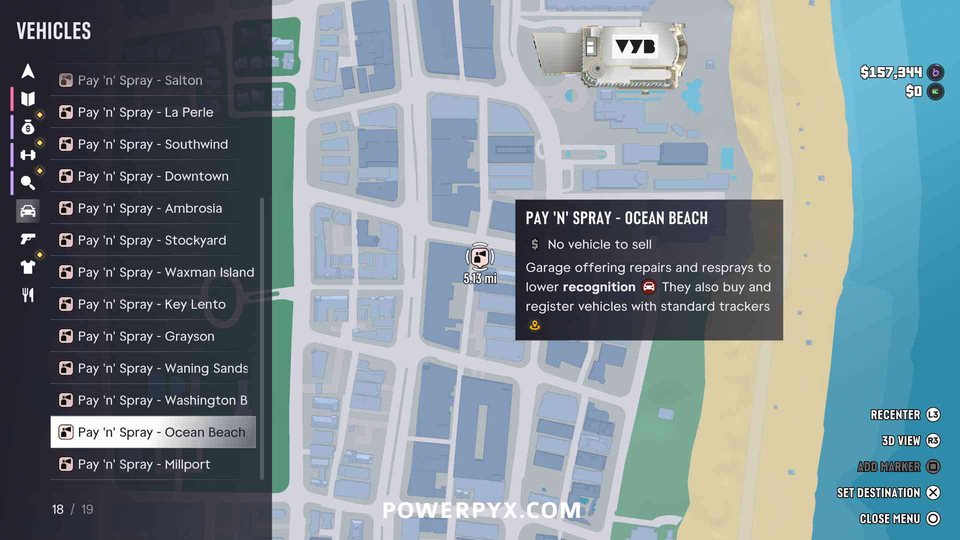 VEHICLES
Pay 'n' Spray - Salton
Pay 'n' Spray - La Perle
Pay 'n' Spray - Southwind
Pay 'n' Spray - Downtown
Pay 'n' Spray - Ambrosia
Pay 'n' Spray - Stockyard
Pay 'n' Spray - Waxman Island
Pay 'n' Spray - Key Lento
Pay 'n' Spray - Grayson
Pay 'n' Spray - Waning Sands
Pay 'n' Spray - Washington B
Pay 'n' Spray - Ocean Beach
Pay 'n' Spray - Millport
18 / 19
VYB
5.13 mi
PAY 'N' SPRAY - OCEAN BEACH
$ No vehicle to sell
Garage offering repairs and resprays to
lower recognition They also buy and
register vehicles with standard trackers
$157,344
$0
RECENTER L3
3D VIEW R3
ADD MARKER
SET DESTINATION
CLOSE MENU
POWERPYX.COM